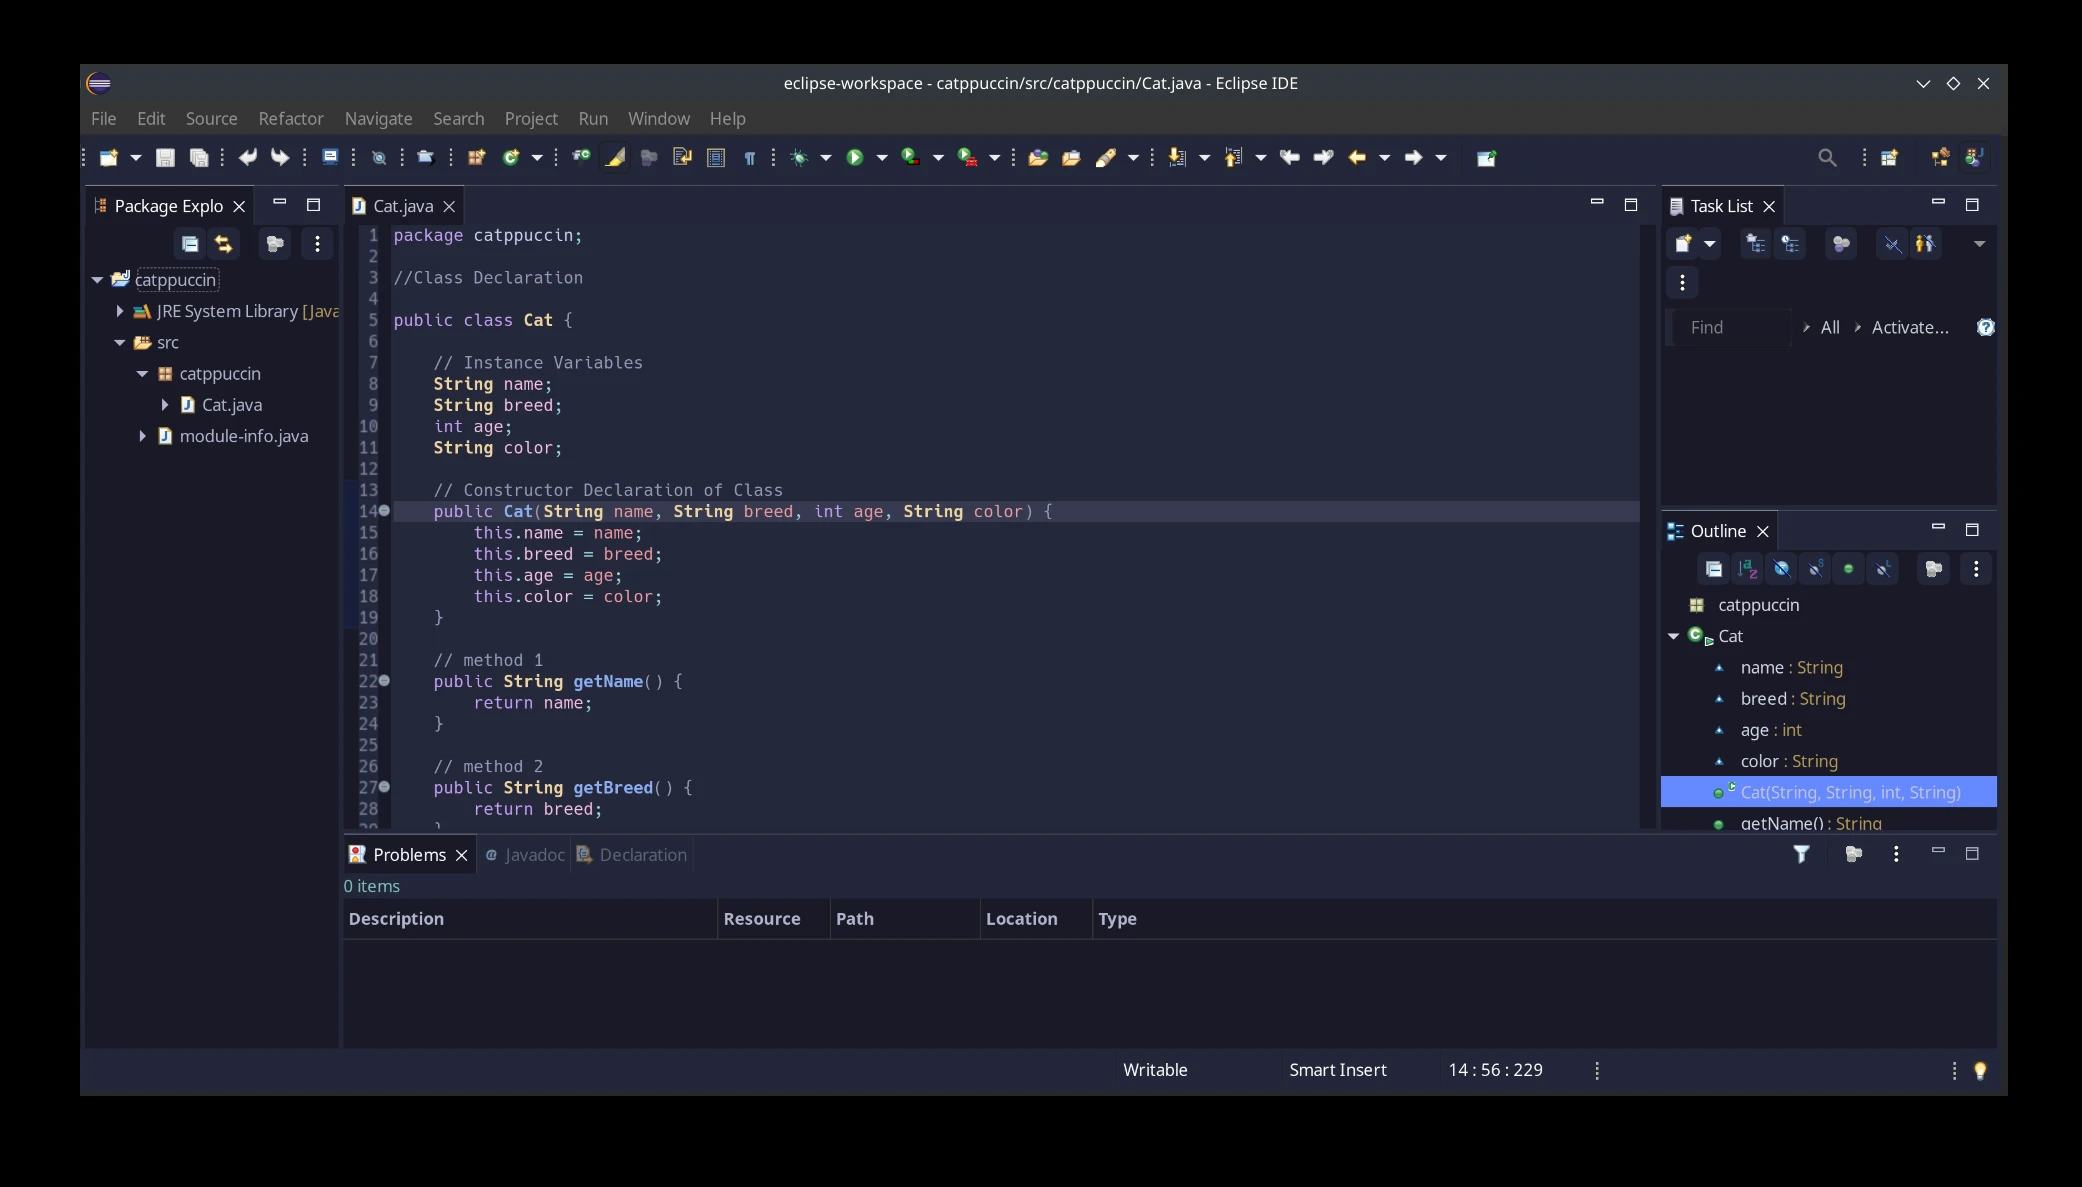 eclipse-workspace - catppuccin/src/catppuccin/Cat.java - Eclipse IDE
File Edit Source Refactor Navigate Search Project Run Window Help
Package Explo
catppuccin
JRE System Library [Java
src
catppuccin
Cat.java
module-info.java
Cat.java
1 package catppuccin;
2
3 //Class Declaration
4
5 public class Cat {
6
7     // Instance Variables
8     String name;
9     String breed;
10     int age;
11     String color;
12
13     // Constructor Declaration of Class
14     public Cat(String name, String breed, int age, String color) {
15         this.name = name;
16         this.breed = breed;
17         this.age = age;
18         this.color = color;
19     }
20
21     // method 1
22     public String getName() {
23         return name;
24     }
25
26     // method 2
27     public String getBreed() {
28         return breed;
29     }
Task List
Find All Activate...
Outline
catppuccin
Cat
name : String
breed : String
age : int
color : String
Cat(String, String, int, String)
getName() : String
Problems Javadoc Declaration
0 items
Description Resource Path Location Type
Writable Smart Insert 14 : 56 : 229